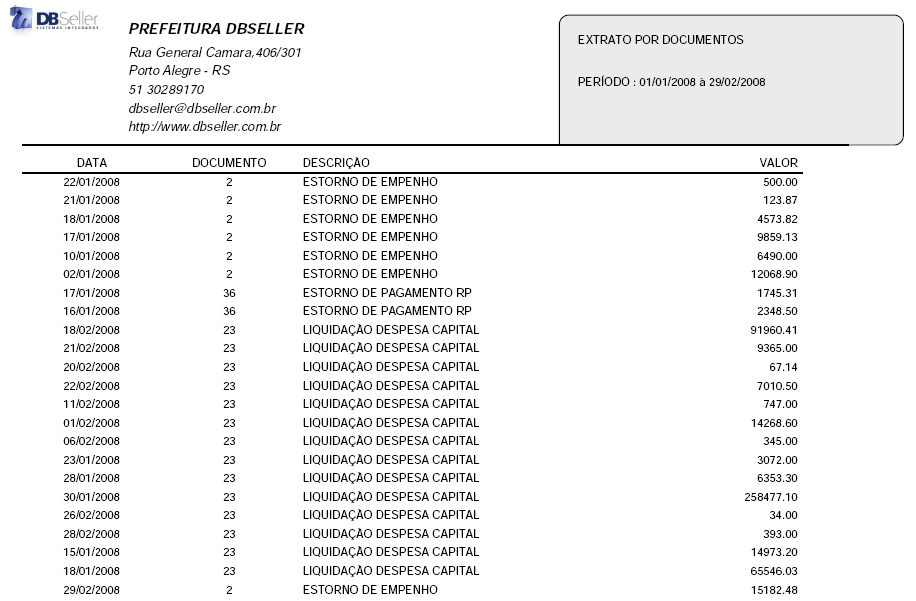 DBSeller
SISTEMAS INTEGRADOS
PREFEITURA DBSELLER
Rua General Camara,406/301
Porto Alegre - RS
51 30289170
dbseller@dbseller.com.br
http://www.dbseller.com.br
EXTRATO POR DOCUMENTOS
PERÍODO : 01/01/2008 à 29/02/2008
DATA DOCUMENTO DESCRIÇÃO VALOR
22/01/2008 2 ESTORNO DE EMPENHO 500.00
21/01/2008 2 ESTORNO DE EMPENHO 123.87
18/01/2008 2 ESTORNO DE EMPENHO 4573.82
17/01/2008 2 ESTORNO DE EMPENHO 9859.13
10/01/2008 2 ESTORNO DE EMPENHO 6490.00
02/01/2008 2 ESTORNO DE EMPENHO 12068.90
17/01/2008 36 ESTORNO DE PAGAMENTO RP 1745.31
16/01/2008 36 ESTORNO DE PAGAMENTO RP 2348.50
18/02/2008 23 LIQUIDAÇÃO DESPESA CAPITAL 91960.41
21/02/2008 23 LIQUIDAÇÃO DESPESA CAPITAL 9365.00
20/02/2008 23 LIQUIDAÇÃO DESPESA CAPITAL 67.14
22/02/2008 23 LIQUIDAÇÃO DESPESA CAPITAL 7010.50
11/02/2008 23 LIQUIDAÇÃO DESPESA CAPITAL 747.00
01/02/2008 23 LIQUIDAÇÃO DESPESA CAPITAL 14268.60
06/02/2008 23 LIQUIDAÇÃO DESPESA CAPITAL 345.00
23/01/2008 23 LIQUIDAÇÃO DESPESA CAPITAL 3072.00
28/01/2008 23 LIQUIDAÇÃO DESPESA CAPITAL 6353.30
30/01/2008 23 LIQUIDAÇÃO DESPESA CAPITAL 258477.10
26/02/2008 23 LIQUIDAÇÃO DESPESA CAPITAL 34.00
28/02/2008 23 LIQUIDAÇÃO DESPESA CAPITAL 393.00
15/01/2008 23 LIQUIDAÇÃO DESPESA CAPITAL 14973.20
18/01/2008 23 LIQUIDAÇÃO DESPESA CAPITAL 65546.03
29/02/2008 2 ESTORNO DE EMPENHO 15182.48